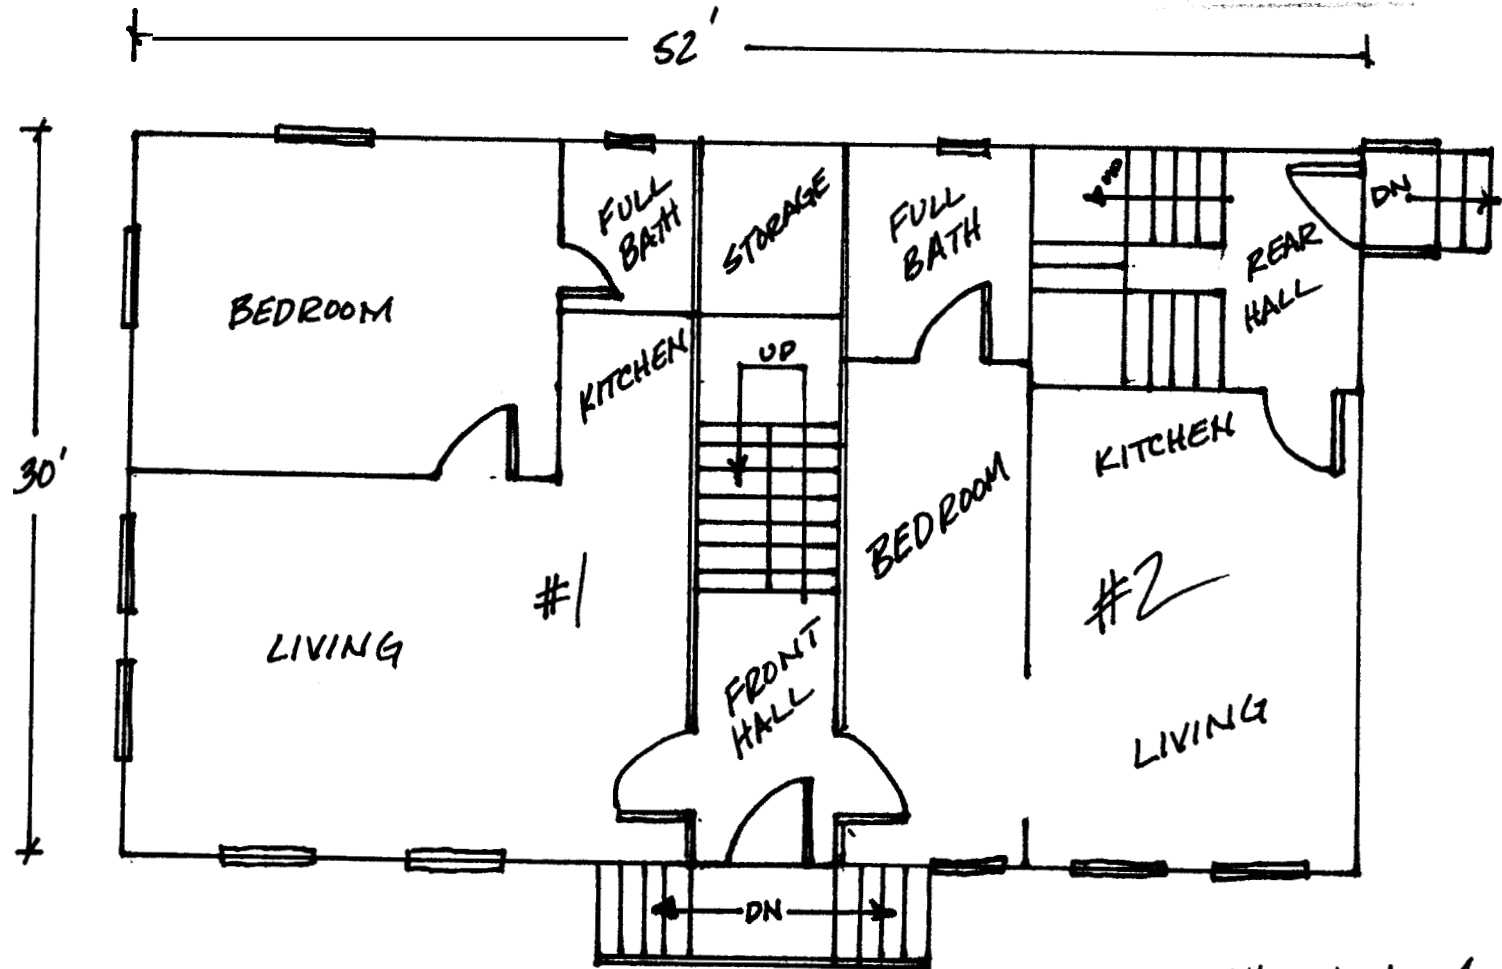 52'
30'
BEDROOM
FULL
BATH
STORAGE
FULL
BATH
UP
DN
REAR
HALL
KITCHEN
UP
KITCHEN
BEDROOM
#1
#2
LIVING
FRONT
HALL
LIVING
DN